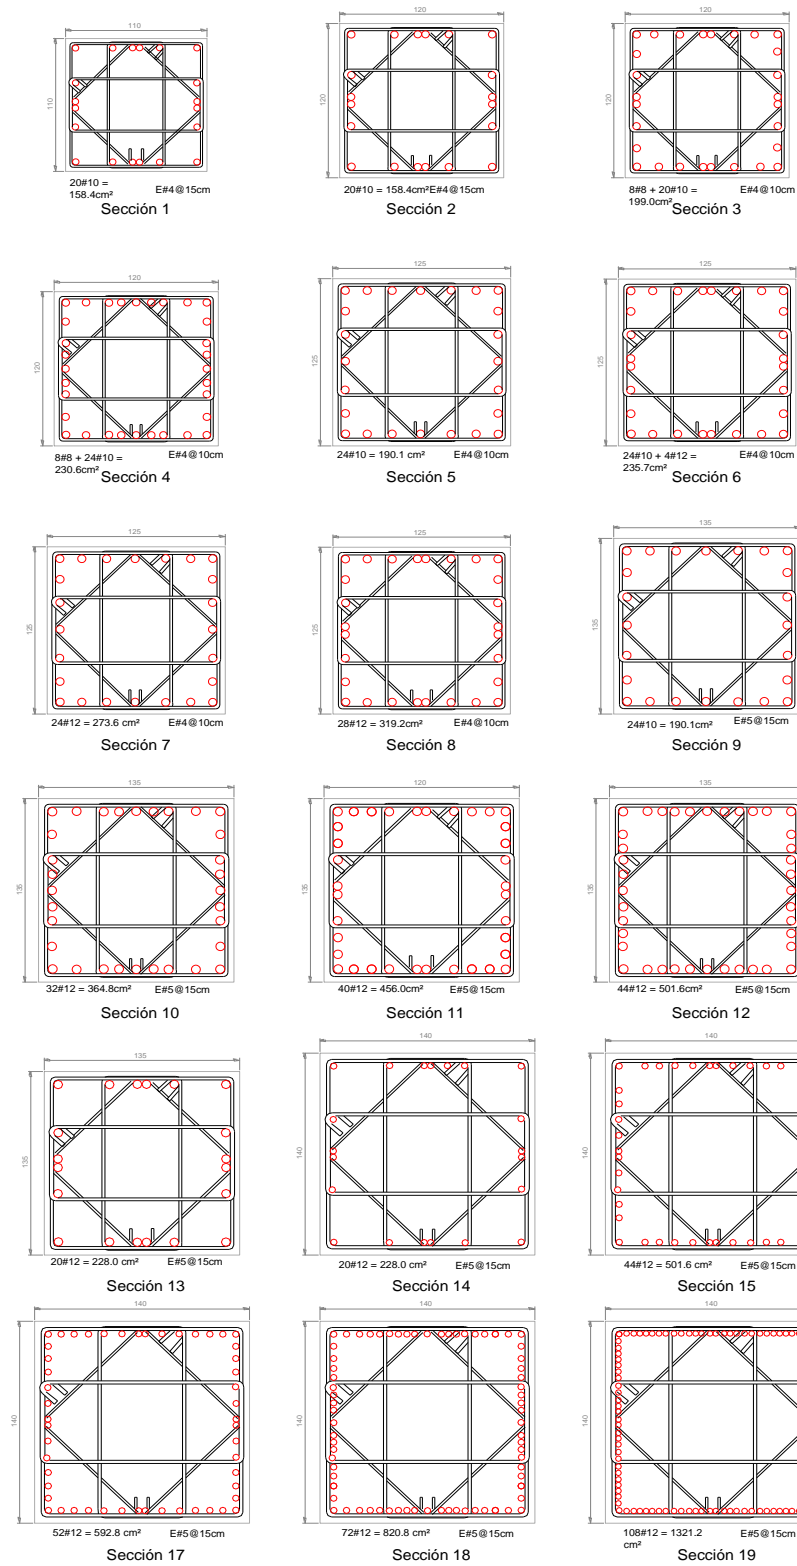 110
110
20#10 =
158.4cm²
E#4@15cm
Sección 1
120
120
20#10 = 158.4cm²E#4@15cm
Sección 2
120
120
8#8 + 20#10 =
199.0cm²
E#4@10cm
Sección 3
120
120
8#8 + 24#10 =
230.6cm²
E#4@10cm
Sección 4
125
125
24#10 = 190.1 cm²
E#4@10cm
Sección 5
125
125
24#10 + 4#12 =
235.7cm²
E#4@10cm
Sección 6
125
125
24#12 = 273.6 cm²
E#4@10cm
Sección 7
125
125
28#12 = 319.2cm²
E#4@10cm
Sección 8
135
135
24#10 = 190.1cm²
E#5@15cm
Sección 9
135
135
32#12 = 364.8cm²
E#5@15cm
Sección 10
120
135
40#12 = 456.0cm²
E#5@15cm
Sección 11
135
135
44#12 = 501.6cm²
E#5@15cm
Sección 12
135
135
20#12 = 228.0 cm²
E#5@15cm
Sección 13
140
140
20#12 = 228.0 cm²
E#5@15cm
Sección 14
140
140
44#12 = 501.6 cm²
E#5@15cm
Sección 15
140
140
52#12 = 592.8 cm²
E#5@15cm
Sección 17
140
140
72#12 = 820.8 cm²
E#5@15cm
Sección 18
140
140
108#12 = 1321.2
cm²
E#5@15cm
Sección 19